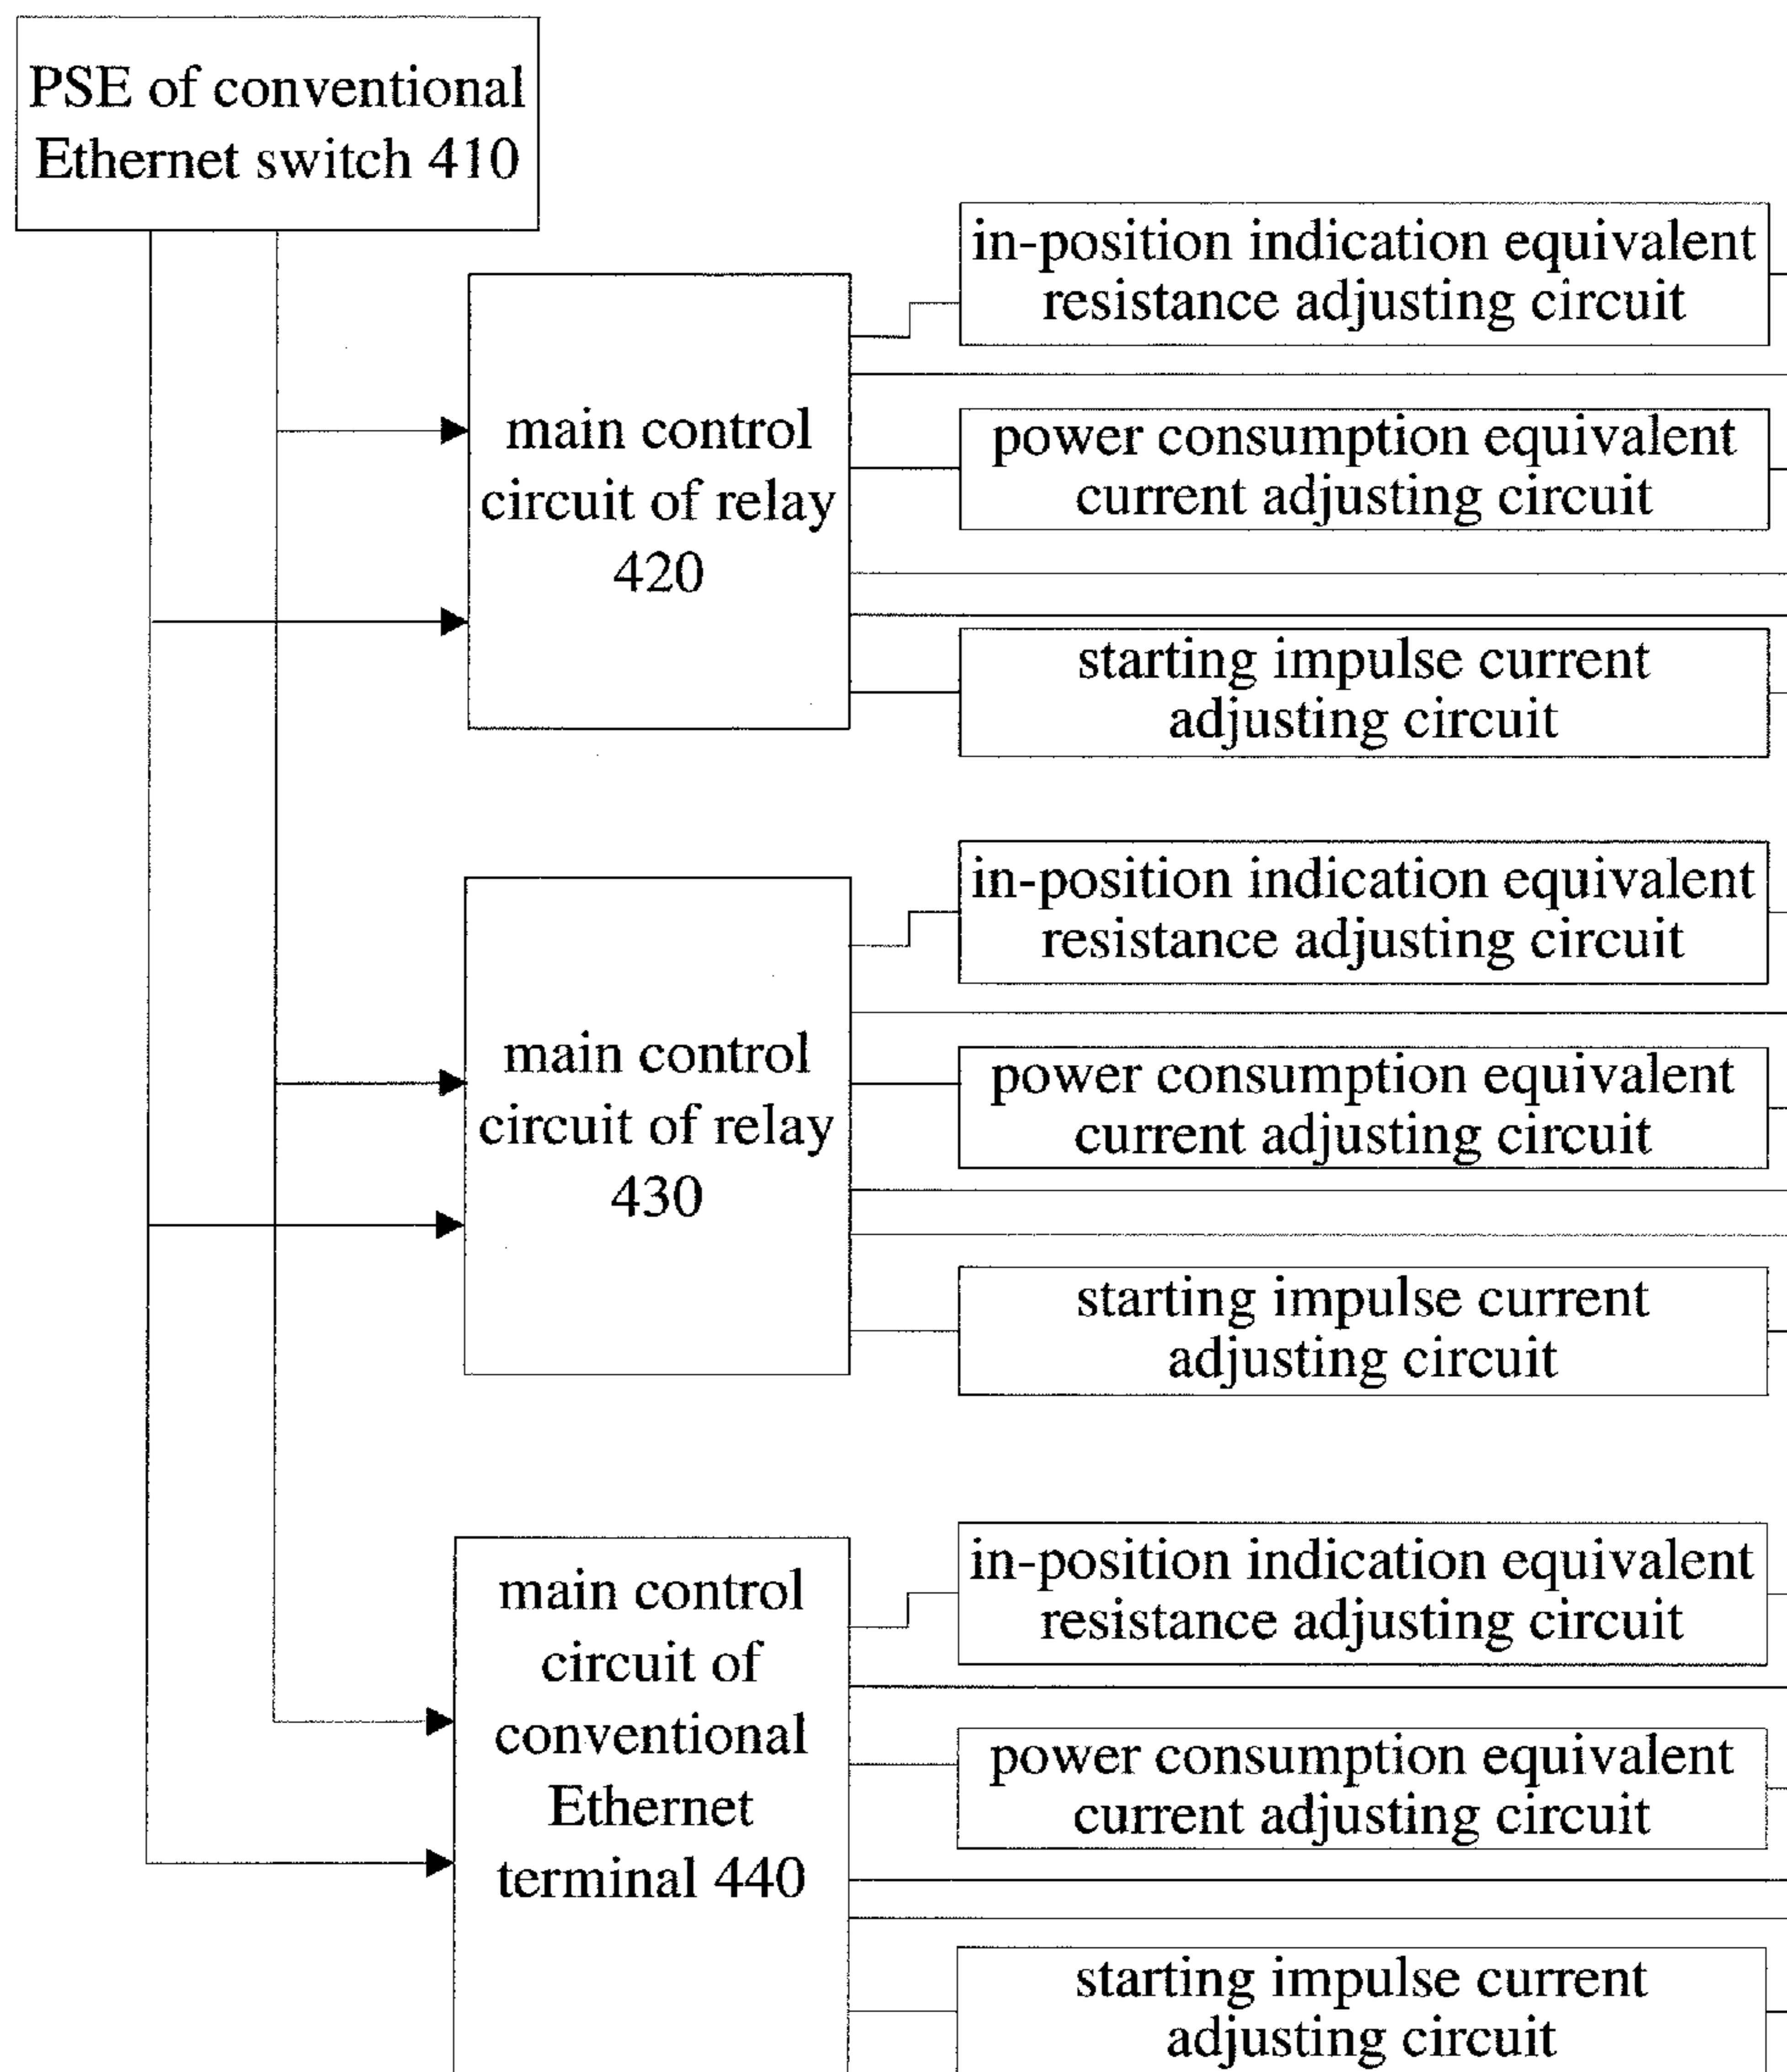 PSE of conventional
Ethernet switch 410
main control
circuit of relay
420
in-position indication equivalent
resistance adjusting circuit
power consumption equivalent
current adjusting circuit
starting impulse current
adjusting circuit
main control
circuit of relay
430
in-position indication equivalent
resistance adjusting circuit
power consumption equivalent
current adjusting circuit
starting impulse current
adjusting circuit
main control
circuit of
conventional
Ethernet
terminal 440
in-position indication equivalent
resistance adjusting circuit
power consumption equivalent
current adjusting circuit
starting impulse current
adjusting circuit